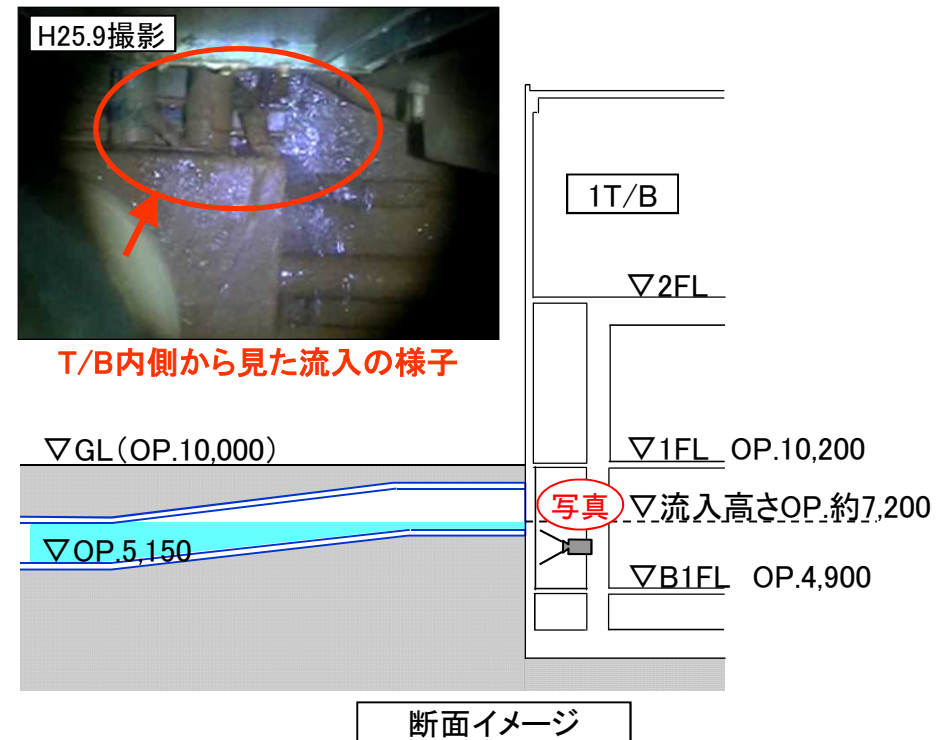 H25.9撮影
T/B内側から見た流入の様子
1T/B
▽2FL
▽GL(OP.10,000)
▽1FL OP.10,200
写真
▽流入高さOP.約7,200
▽OP.5,150
▽B1FL OP.4,900
断面イメージ